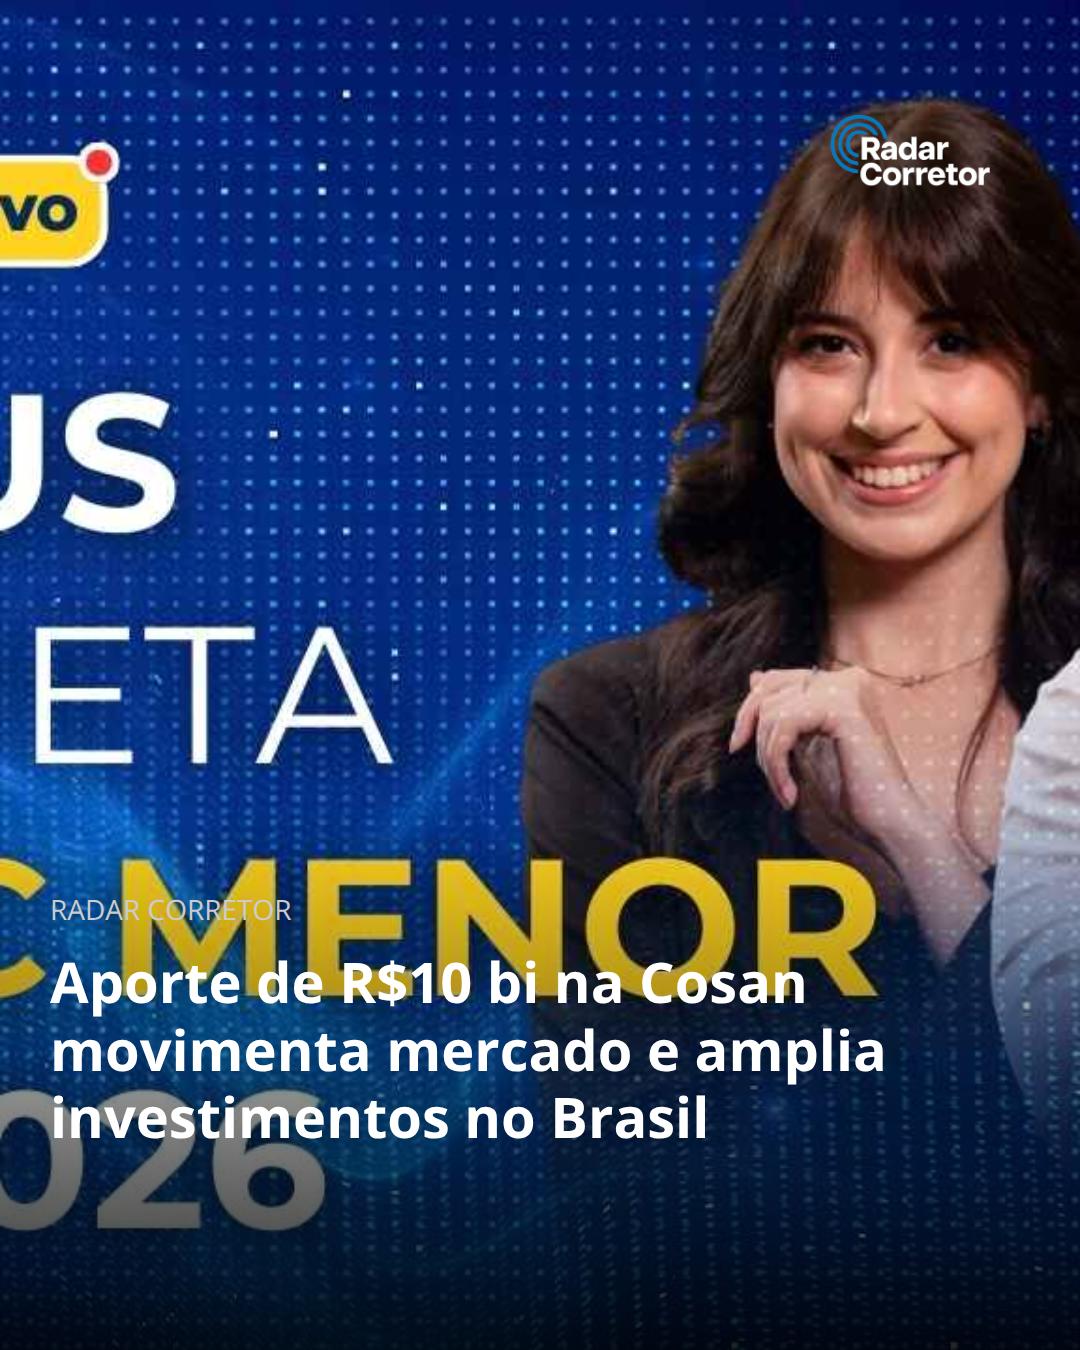 Radar
Corretor
vo
US
ETA
C MENOR
RADAR CORRETOR
Aporte de R$10 bi na Cosan
movimenta mercado e amplia
investimentos no Brasil
026